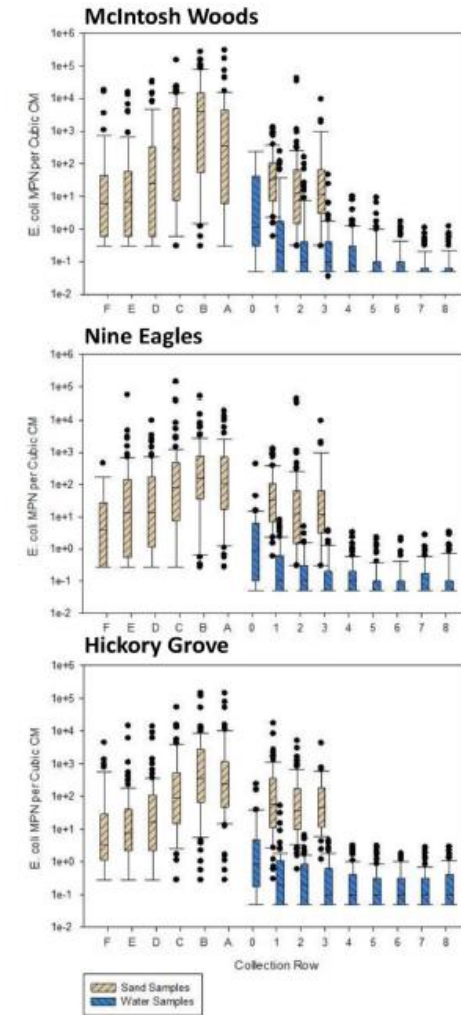 McIntosh Woods
1e+6
1e+5
1e+4
1e+3
1e+2
1e+1
1e+0
1e-1
1e-2
E. coli MPN per Cubic CM
F E D C B A 0 1 2 3 4 5 6 7 8
Nine Eagles
1e+6
1e+5
1e+4
1e+3
1e+2
1e+1
1e+0
1e-1
1e-2
E. coli MPN per Cubic CM
F E D C B A 0 1 2 3 4 5 6 7 8
Hickory Grove
1e+6
1e+5
1e+4
1e+3
1e+2
1e+1
1e+0
1e-1
1e-2
E. coli MPN per Cubic CM
F E D C B A 0 1 2 3 4 5 6 7 8
Collection Row
Sand Samples
Water Samples